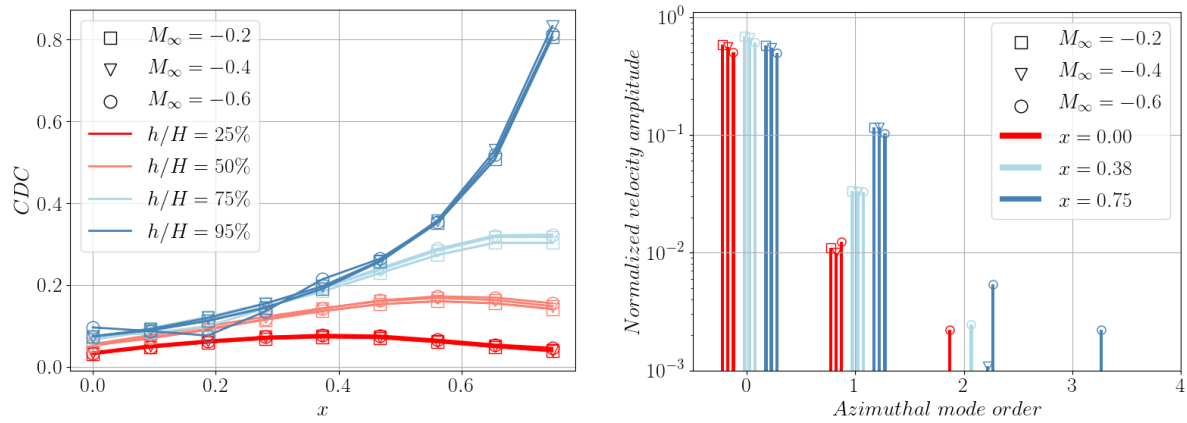 CDC
0.8
0.6
0.4
0.2
0.0
M∞ = −0.2
M∞ = −0.4
M∞ = −0.6
h/H = 25%
h/H = 50%
h/H = 75%
h/H = 95%
0.0 0.2 0.4 0.6
x
Normalized velocity amplitude
10⁰
10⁻¹
10⁻²
10⁻³
M∞ = −0.2
M∞ = −0.4
M∞ = −0.6
x = 0.00
x = 0.38
x = 0.75
0 1 2 3 4
Azimuthal mode order